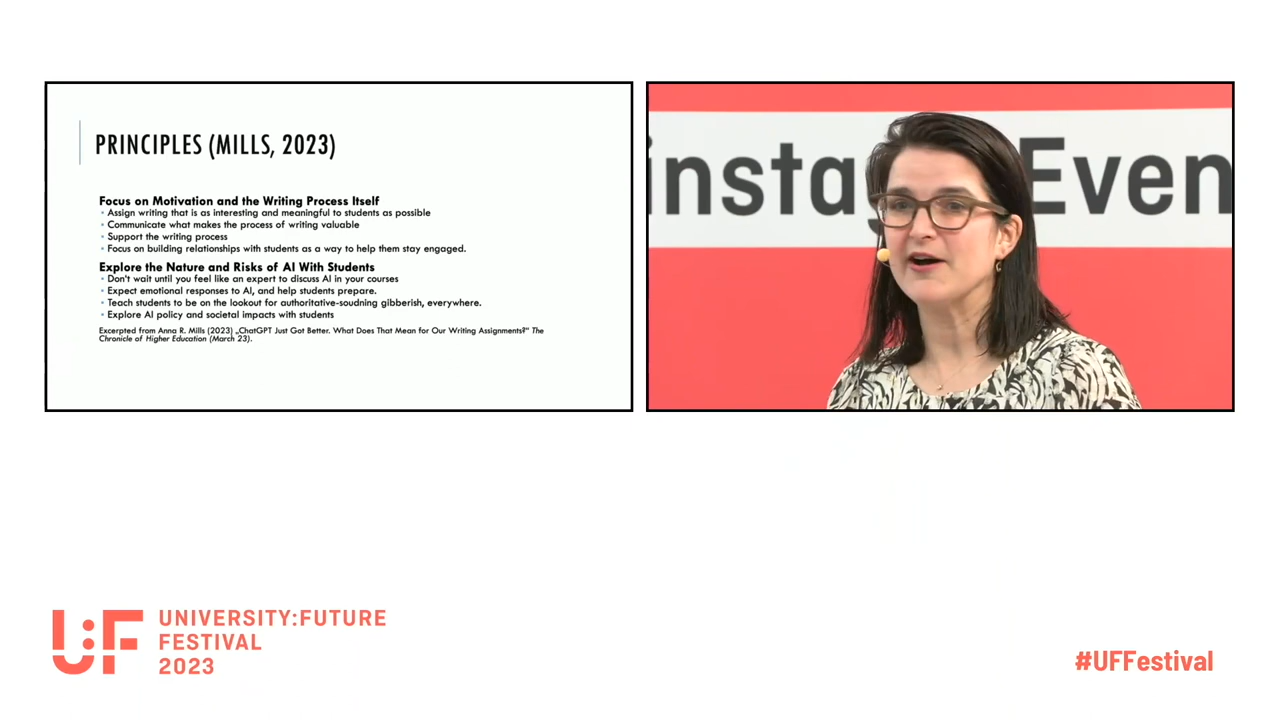 PRINCIPLES (MILLS, 2023)
Focus on Motivation and the Writing Process Itself
• Assign writing that is as interesting and meaningful to students as possible
• Communicate what makes the process of writing valuable
• Support the writing process
• Focus on building relationships with students as a way to help them stay engaged.
Explore the Nature and Risks of AI With Students
• Don't wait until you feel like an expert to discuss AI in your courses
• Expect emotional responses to AI, and help students prepare.
• Teach students to be on the lookout for authoritative-soudning gibberish, everywhere.
• Explore AI policy and societal impacts with students
Excerpted from Anna R. Mills (2023) „ChatGPT Just Got Better. What Does That Mean for Our Writing Assignments?" The
Chronicle of Higher Education (March 23).
insta Even
U:F
UNIVERSITY:FUTURE
FESTIVAL
2023
#UFFestival